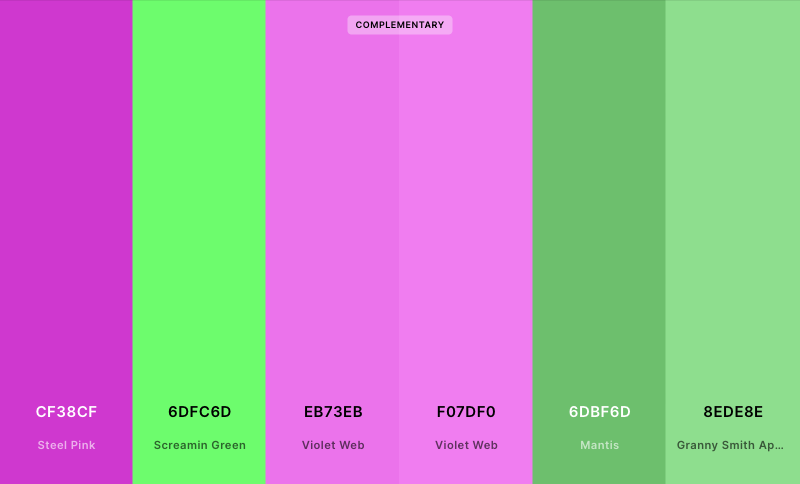 COMPLEMENTARY
CF38CF
6DFC6D
EB73EB
F07DF0
6DBF6D
8EDE8E
Steel Pink
Screamin Green
Violet Web
Violet Web
Mantis
Granny Smith Ap...